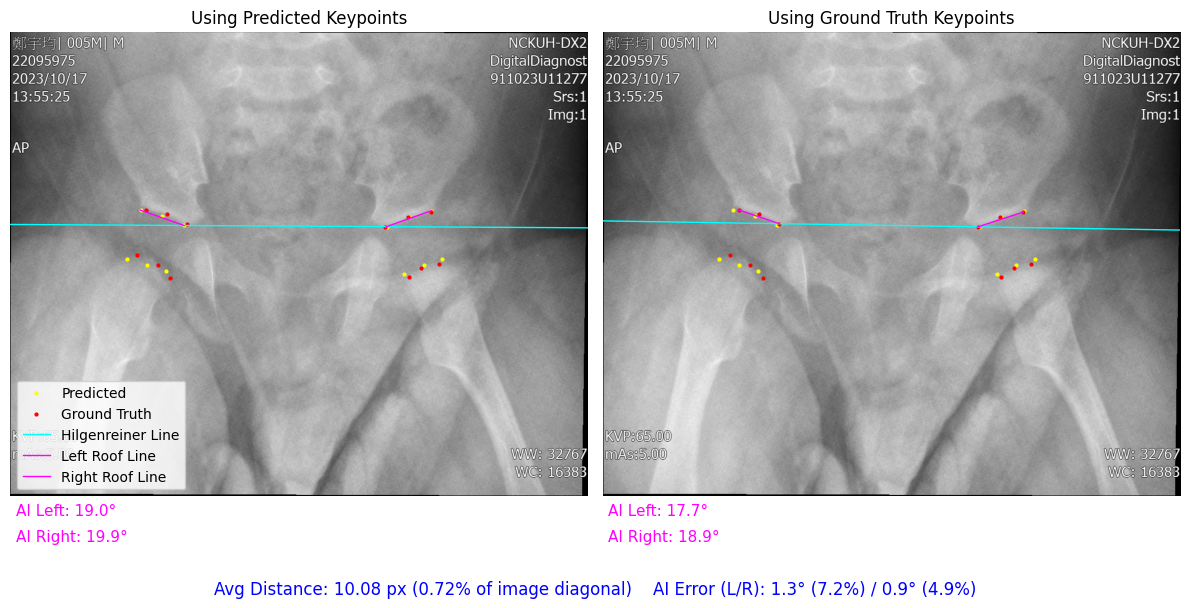 Using Predicted Keypoints
鄭宇均| 005M| M
22095975
2023/10/17
13:55:25
AP
NCKUH-DX2
DigitalDiagnost
911023U11277
Srs:1
Img:1
Predicted
Ground Truth
Hilgenreiner Line
Left Roof Line
Right Roof Line
WW: 32767
WC: 16383
AI Left: 19.0°
AI Right: 19.9°
Using Ground Truth Keypoints
鄭宇均| 005M| M
22095975
2023/10/17
13:55:25
AP
NCKUH-DX2
DigitalDiagnost
911023U11277
Srs:1
Img:1
KVP:65.00
mAs:5.00
WW: 32767
WC: 16383
AI Left: 17.7°
AI Right: 18.9°
Avg Distance: 10.08 px (0.72% of image diagonal) AI Error (L/R): 1.3° (7.2%) / 0.9° (4.9%)